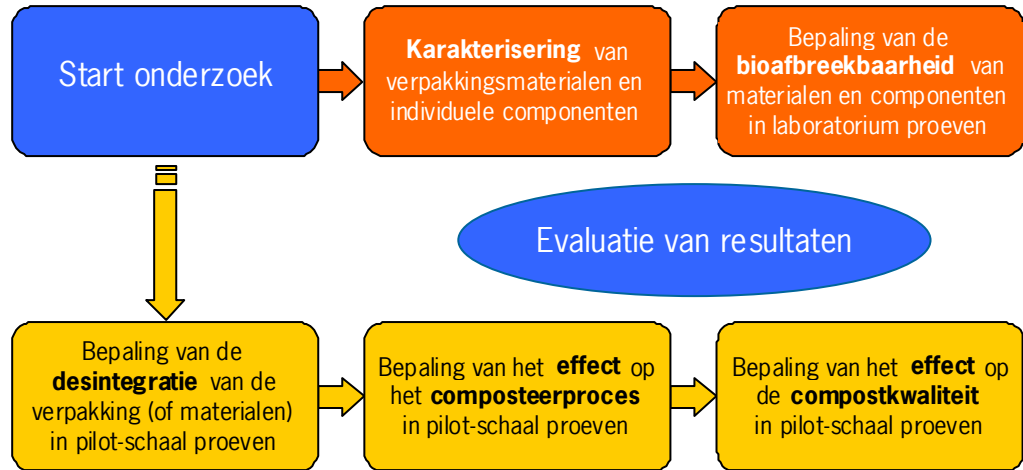 Start onderzoek
Karakterisering van
verpakkingsmaterialen en
individuele componenten
Bepaling van de
bioafbreekbaarheid van
materialen en componenten
in laboratorium proeven
Evaluatie van resultaten
Bepaling van de
desintegratie van de
verpakking (of materialen)
in pilot-schaal proeven
Bepaling van het effect op
het composteerproces
in pilot-schaal proeven
Bepaling van het effect op
de compostkwaliteit
in pilot-schaal proeven